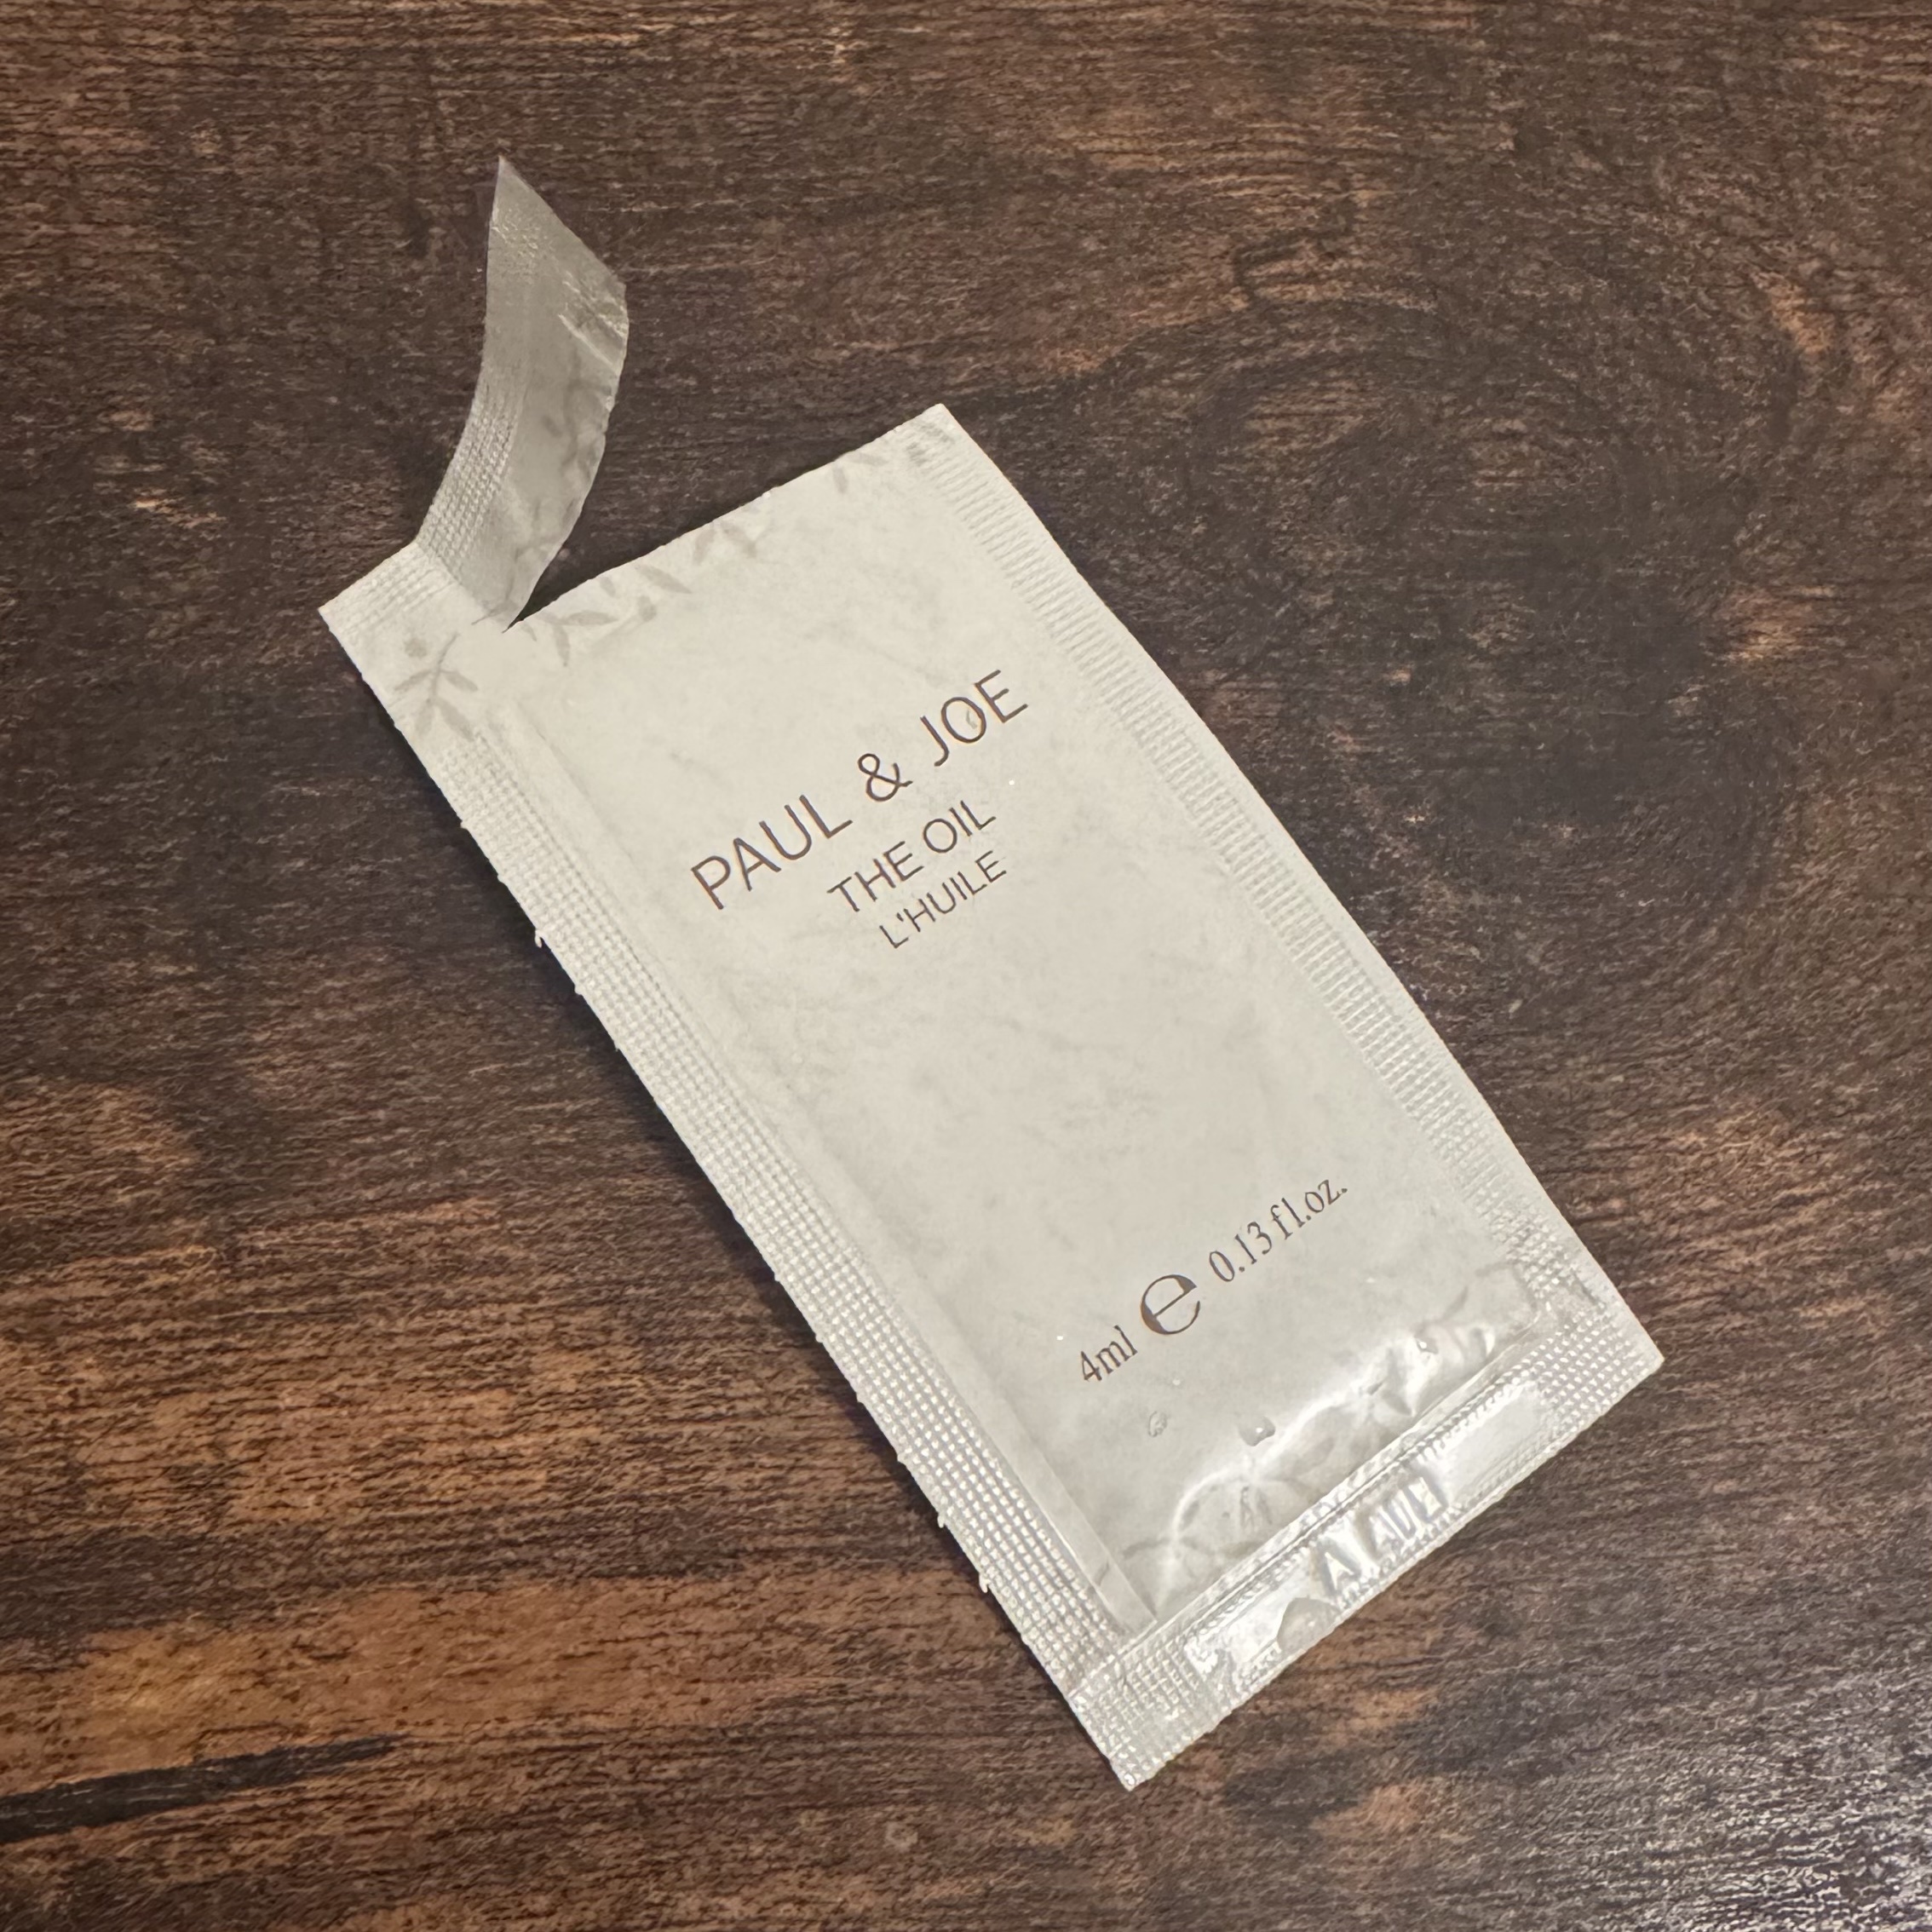 PAUL & JOE
THE OIL
L'HUILE
4ml e 0.13 fl.oz.